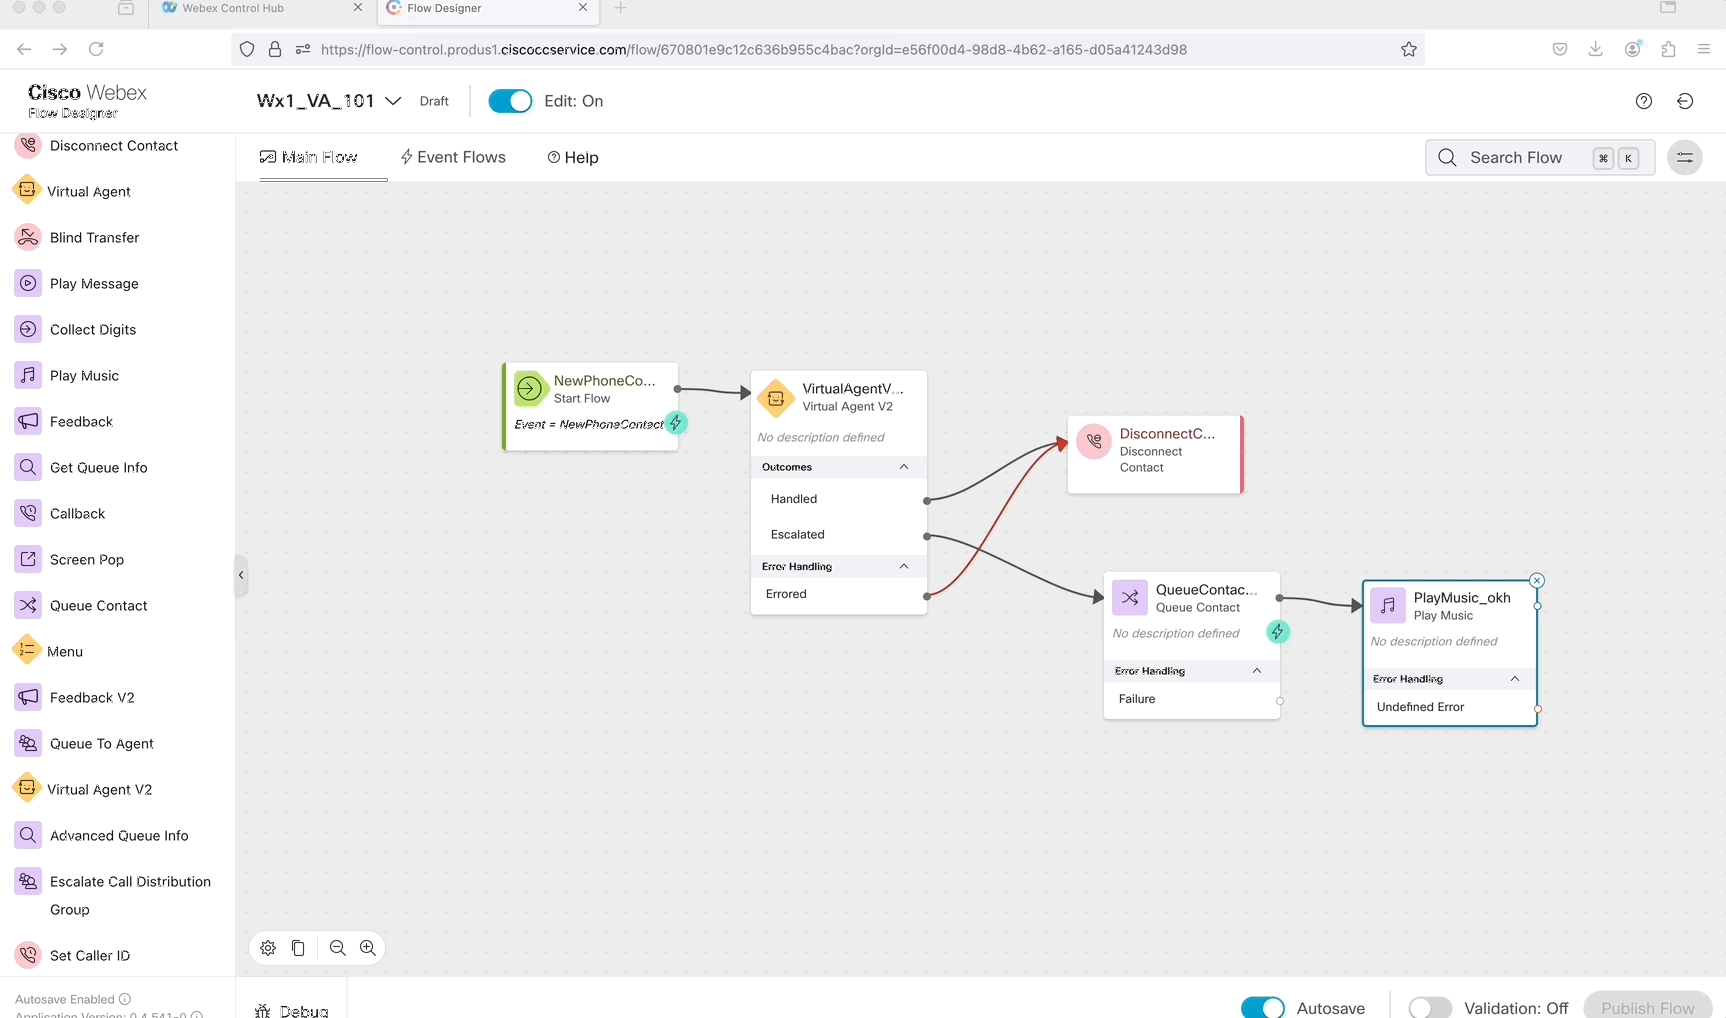 Webex Control Hub
Flow Designer
https://flow-control.produs1.ciscoccservice.com/flow/670801e9c12c636b955c4bac?orgId=e56f00d4-98d8-4b62-a165-d05a41243d98
Cisco Webex
Flow Designer
Wx1_VA_101
Draft
Edit: On
Main Flow
Event Flows
Help
Search Flow
⌘ K
Disconnect Contact
Virtual Agent
Blind Transfer
Play Message
Collect Digits
Play Music
Feedback
Get Queue Info
Callback
Screen Pop
Queue Contact
Menu
Feedback V2
Queue To Agent
Virtual Agent V2
Advanced Queue Info
Escalate Call Distribution
Group
Set Caller ID
Autosave Enabled
Application Version: 0.4.541-0
NewPhoneCo...
Start Flow
Event = NewPhoneContact
VirtualAgentV...
Virtual Agent V2
No description defined
Outcomes
Handled
Escalated
Error Handling
Errored
DisconnectC...
Disconnect
Contact
QueueContac...
Queue Contact
No description defined
Error Handling
Failure
PlayMusic_okh
Play Music
No description defined
Error Handling
Undefined Error
Debug
Autosave
Validation: Off
Publish Flow